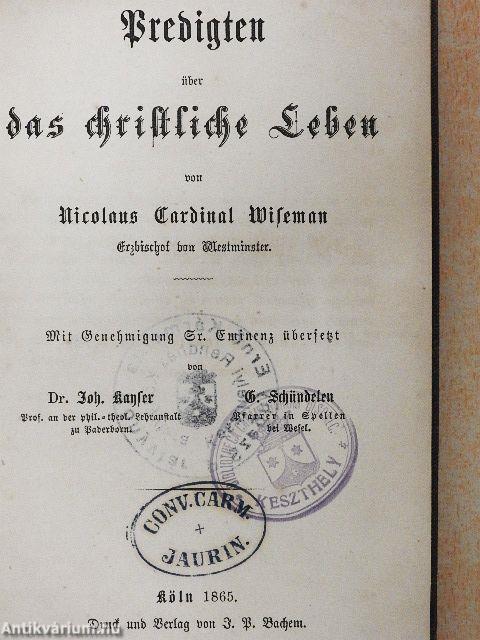 Predigten
über
das christliche Leben
von
Nicolaus Cardinal Wiseman
Erzbischof von Westminster.
Mit Genehmigung Sr. Eminenz übersetzt
von
Dr. Joh. Kayser
Prof. an der phil.-theol. Lehranstalt
zu Paderborn.
G. Schündelen
Pfarrer in Spellen
bei Wesel.
KESZTHELY
CONV. CARM.
+
JAURIN.
Köln 1865.
Druck und Verlag von J. P. Bachem.
Antikvárium.hu